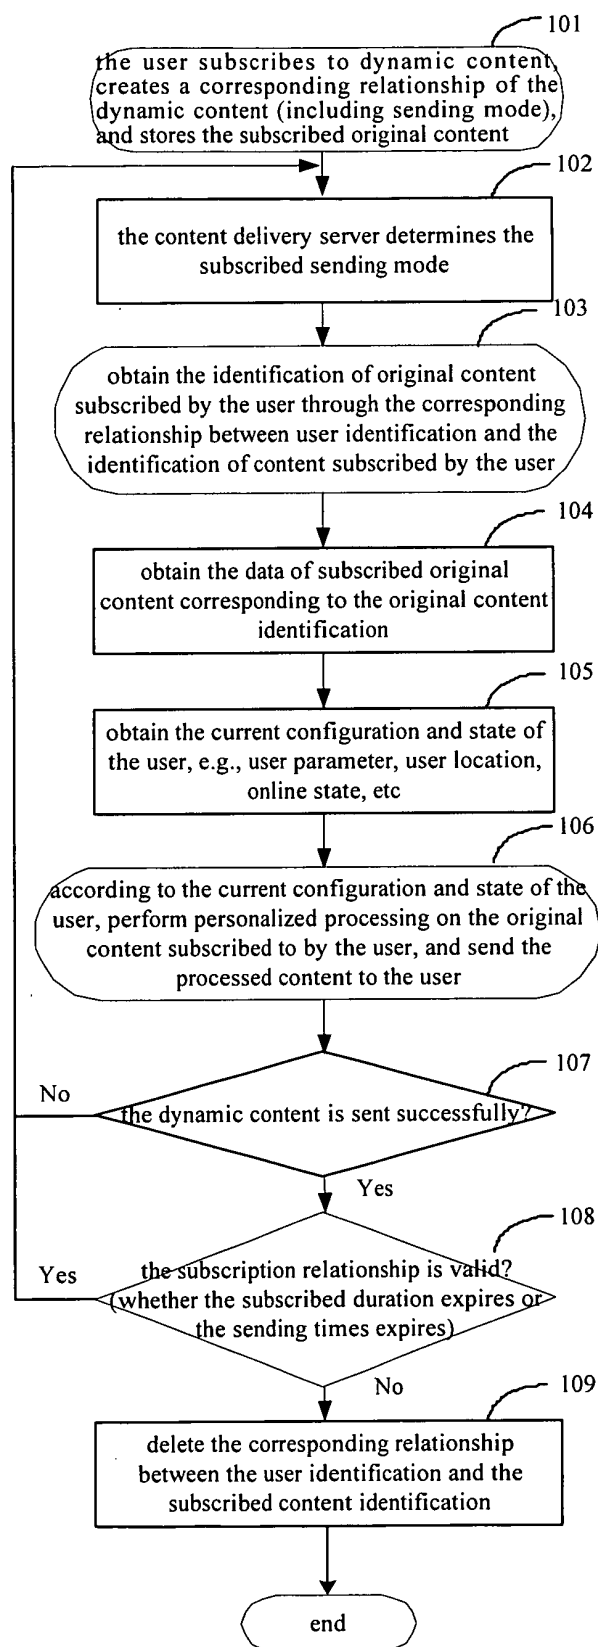 101
the user subscribes to dynamic content,
creates a corresponding relationship of the
dynamic content (including sending mode),
and stores the subscribed original content
102
the content delivery server determines the
subscribed sending mode
103
obtain the identification of original content
subscribed by the user through the corresponding
relationship between user identification and the
identification of content subscribed by the user
104
obtain the data of subscribed original
content corresponding to the original content
identification
105
obtain the current configuration and state of
the user, e.g., user parameter, user location,
online state, etc
106
according to the current configuration and state of the
user, perform personalized processing on the original
content subscribed to by the user, and send the
processed content to the user
107
No
the dynamic content is sent successfully?
Yes
108
Yes
the subscription relationship is valid?
(whether the subscribed duration expires or
the sending times expires)
No
109
delete the corresponding relationship
between the user identification and the
subscribed content identification
end